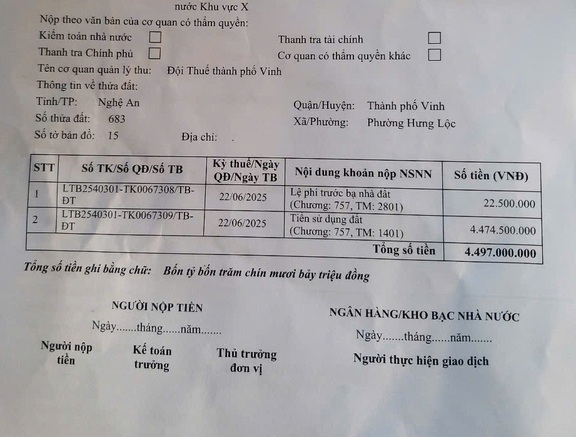 nước Khu vực X
Nộp theo văn bản của cơ quan có thẩm quyền:
Kiểm toán nhà nước
Thanh tra tài chính
Thanh tra Chính phủ
Cơ quan có thẩm quyền khác
Tên cơ quan quản lý thu: Đội Thuế thành phố Vinh
Thông tin về thửa đất:
Tỉnh/TP: Nghệ An
Quận/Huyện: Thành phố Vinh
Số thửa đất: 683
Xã/Phường: Phường Hưng Lộc
Số tờ bản đồ: 15
Địa chỉ:
STT
Số TK/Số QĐ/Số TB
Kỳ thuế/Ngày
QĐ/Ngày TB
Nội dung khoản nộp NSNN
Số tiền (VNĐ)
1
LTB2540301-TK0067308/TB-
ĐT
22/06/2025
Lệ phí trước bạ nhà đất
(Chương: 757, TM: 2801)
22.500.000
2
LTB2540301-TK0067309/TB-
ĐT
22/06/2025
Tiền sử dụng đất
(Chương: 757, TM: 1401)
4.474.500.000
Tổng số tiền
4.497.000.000
Tổng số tiền ghi bằng chữ: Bốn tỷ bốn trăm chín mươi bảy triệu đồng
NGƯỜI NỘP TIỀN
Ngày.......tháng......năm.......
Người nộp
tiền
Kế toán
trưởng
Thủ trưởng
đơn vị
NGÂN HÀNG/KHO BẠC NHÀ NƯỚC
Ngày.......tháng......năm.......
Người thực hiện giao dịch